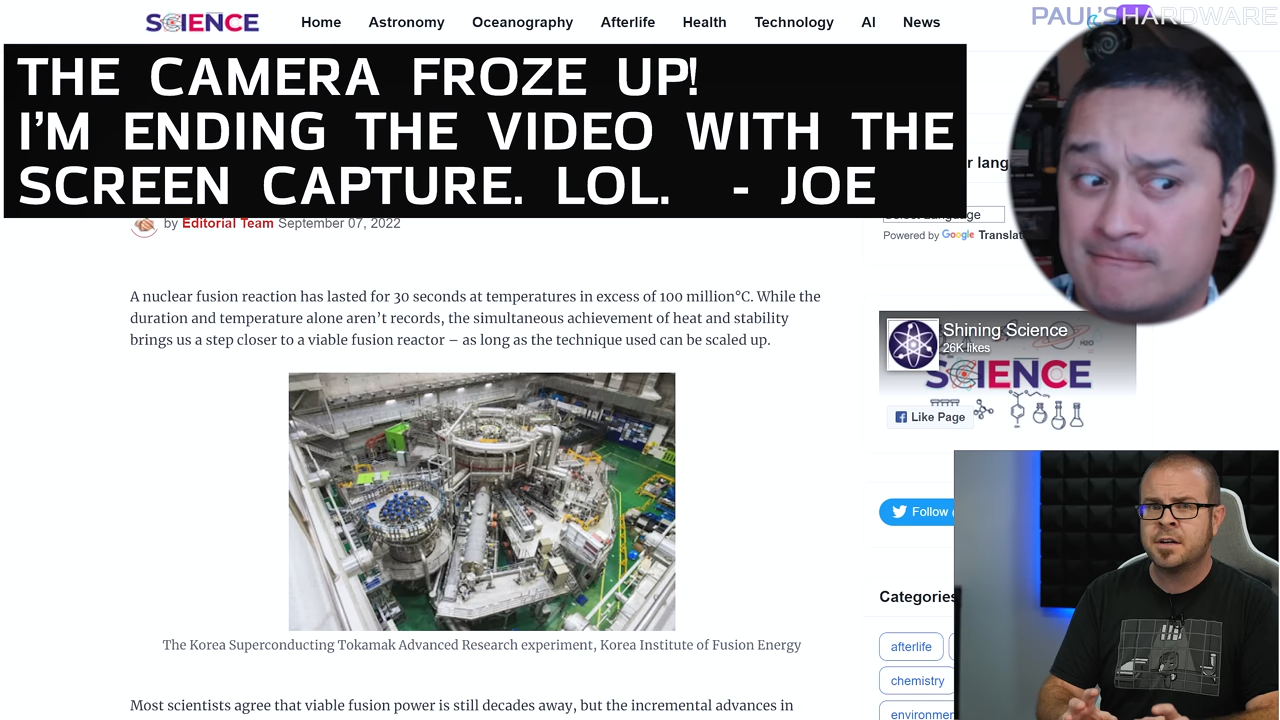 SCIENCE Home Astronomy Oceanography Afterlife Health Technology AI News
PAUL'S HARDWARE
THE CAMERA FROZE UP!
I'M ENDING THE VIDEO WITH THE
SCREEN CAPTURE. LOL. - JOE
by Editorial Team September 07, 2022
A nuclear fusion reaction has lasted for 30 seconds at temperatures in excess of 100 million°C. While the
duration and temperature alone aren't records, the simultaneous achievement of heat and stability
brings us a step closer to a viable fusion reactor – as long as the technique used can be scaled up.
The Korea Superconducting Tokamak Advanced Research experiment, Korea Institute of Fusion Energy
Most scientists agree that viable fusion power is still decades away, but the incremental advances in
Powered by Google Translat
Shining Science
26K likes
SCIENCE
H2O
Like Page
Follow
Categories
afterlife
chemistry
environmen